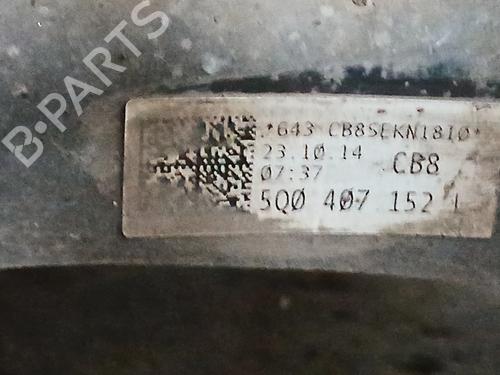 B-PARTS
*643 CB8SEKN1810*
23.10.14
07:37 CB8
5Q0 407 152